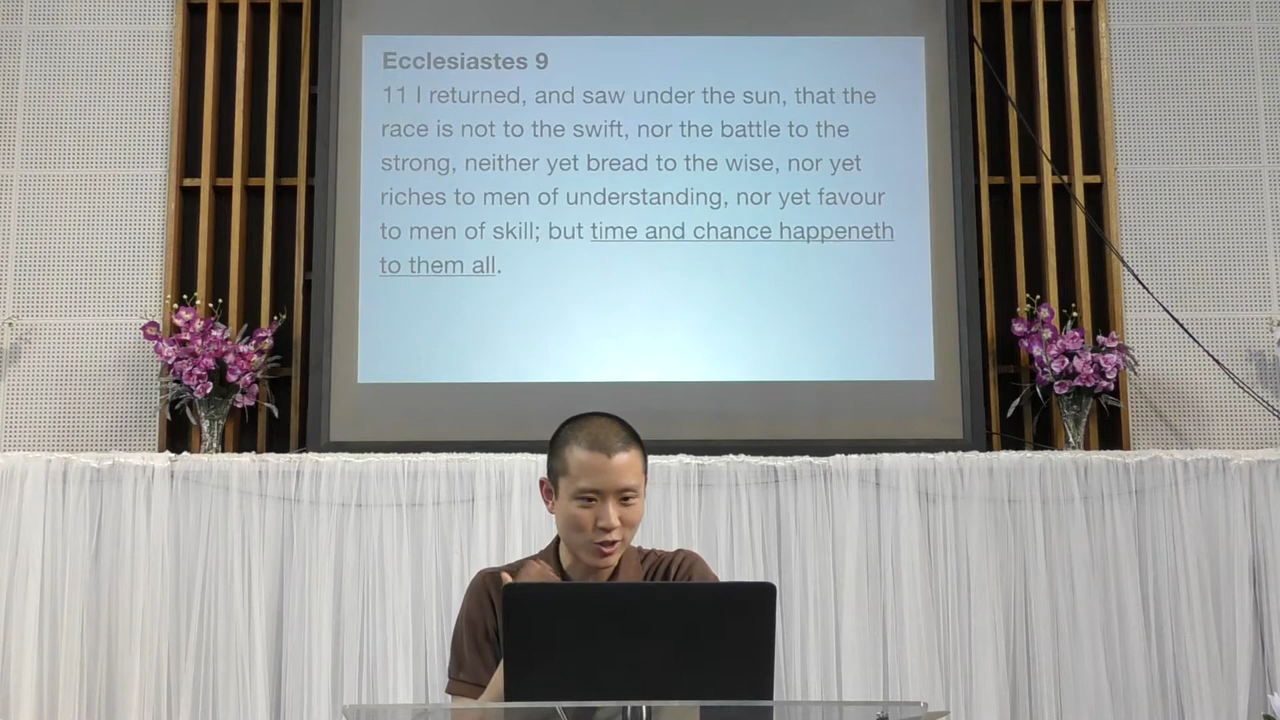 Ecclesiastes 9
11 I returned, and saw under the sun, that the
race is not to the swift, nor the battle to the
strong, neither yet bread to the wise, nor yet
riches to men of understanding, nor yet favour
to men of skill; but time and chance happeneth
to them all.